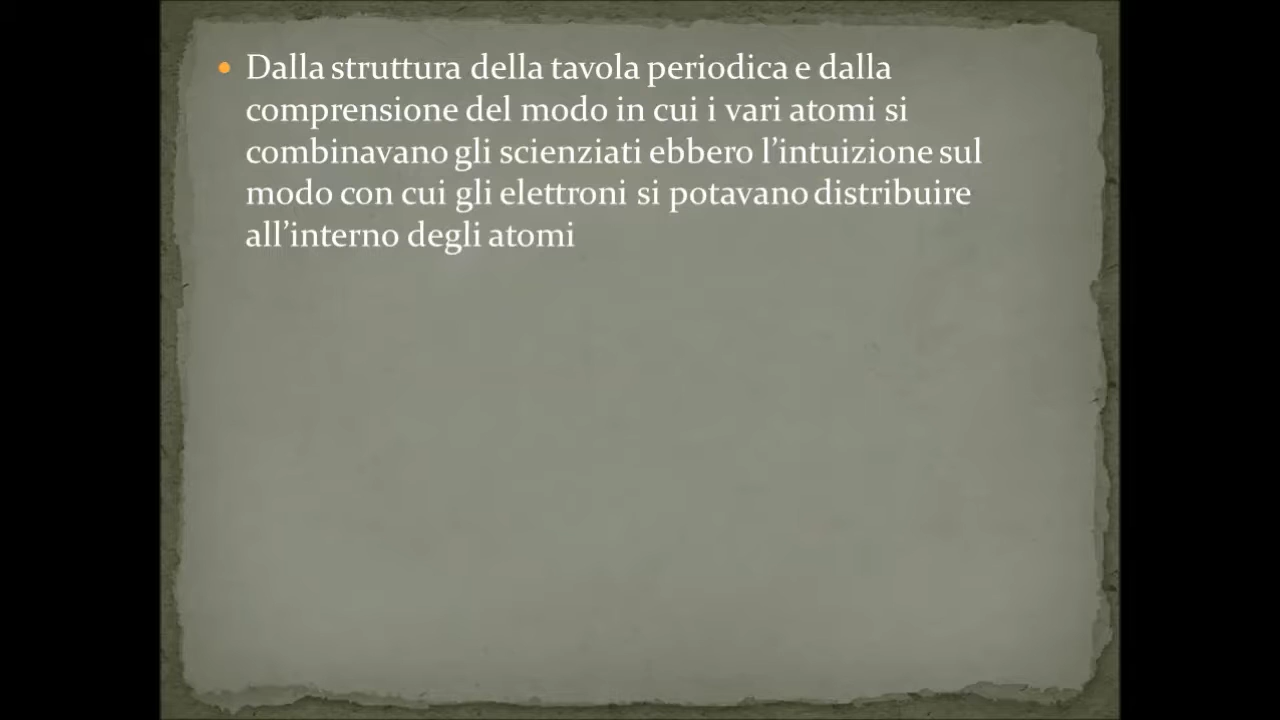 Dalla struttura della tavola periodica e dalla
comprensione del modo in cui i vari atomi si
combinavano gli scienziati ebbero l’intuizione sul
modo con cui gli elettroni si potavano distribuire
all’interno degli atomi